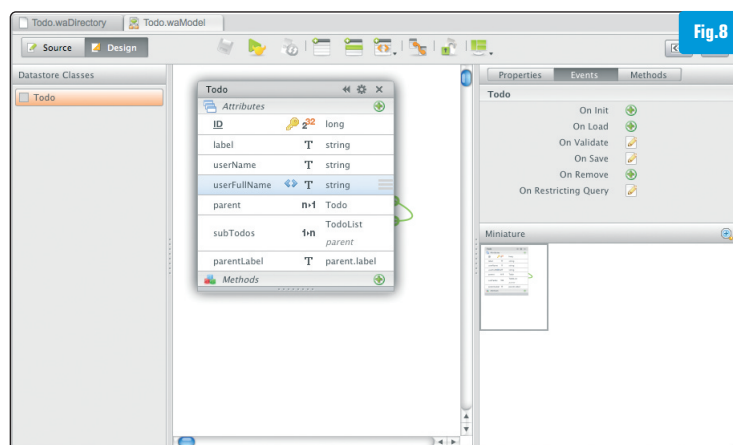 Todo.waDirectory
Todo.waModel
Fig.8
Source
Design
Datastore Classes
Todo
Todo
Attributes
ID 2³² long
label T string
userName T string
userFullName T string
parent n▸1 Todo
subTodos 1▸n TodoList
parent
parentLabel T parent.label
Methods
Properties
Events
Methods
Todo
On Init
On Load
On Validate
On Save
On Remove
On Restricting Query
Miniature